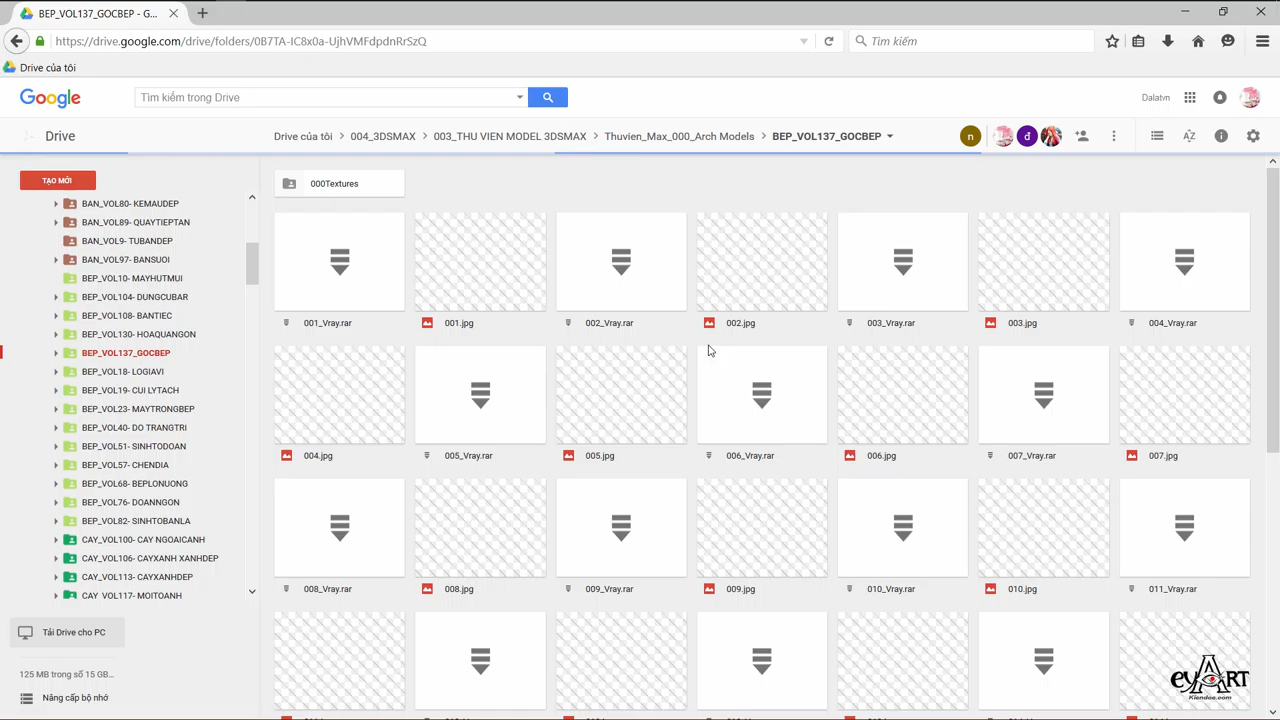 BEP_VOL137_GOCBEP - G...
https://drive.google.com/drive/folders/0B7TA-IC8x0a-UjhVMFdpdnRrSzQ
Tìm kiếm
Drive của tôi
Google
Tìm kiếm trong Drive
Dalatvn
Drive
Drive của tôi
004_3DSMAX
003_THU VIEN MODEL 3DSMAX
Thuvien_Max_000_Arch Models
BEP_VOL137_GOCBEP
n
đ
TẠO MỚI
BAN_VOL80- KEMAUDEP
BAN_VOL89- QUAYTIEPTAN
BAN_VOL9- TUBANDEP
BAN_VOL97- BANSUOI
BEP_VOL10- MAYHUTMUI
BEP_VOL104- DUNGCUBAR
BEP_VOL108- BANTIEC
BEP_VOL130- HOAQUANGON
BEP_VOL137_GOCBEP
BEP_VOL18- LOGIAVI
BEP_VOL19- CUI LYTACH
BEP_VOL23- MAYTRONGBEP
BEP_VOL40- DO TRANGTRI
BEP_VOL51- SINHTODOAN
BEP_VOL57- CHENDIA
BEP_VOL68- BEPLONUONG
BEP_VOL76- DOANNGON
BEP_VOL82- SINHTOBANLA
CAY_VOL100- CAY NGOAICANH
CAY_VOL106- CAYXANH XANHDEP
CAY_VOL113- CAYXANHDEP
CAY_VOL117- MOITOANH
Tải Drive cho PC
125 MB trong số 15 GB...
Nâng cấp bộ nhớ
000Textures
001_Vray.rar
001.jpg
002_Vray.rar
002.jpg
003_Vray.rar
003.jpg
004_Vray.rar
004.jpg
005_Vray.rar
005.jpg
006_Vray.rar
006.jpg
007_Vray.rar
007.jpg
008_Vray.rar
008.jpg
009_Vray.rar
009.jpg
010_Vray.rar
010.jpg
011_Vray.rar
eyART
Kiendee.com